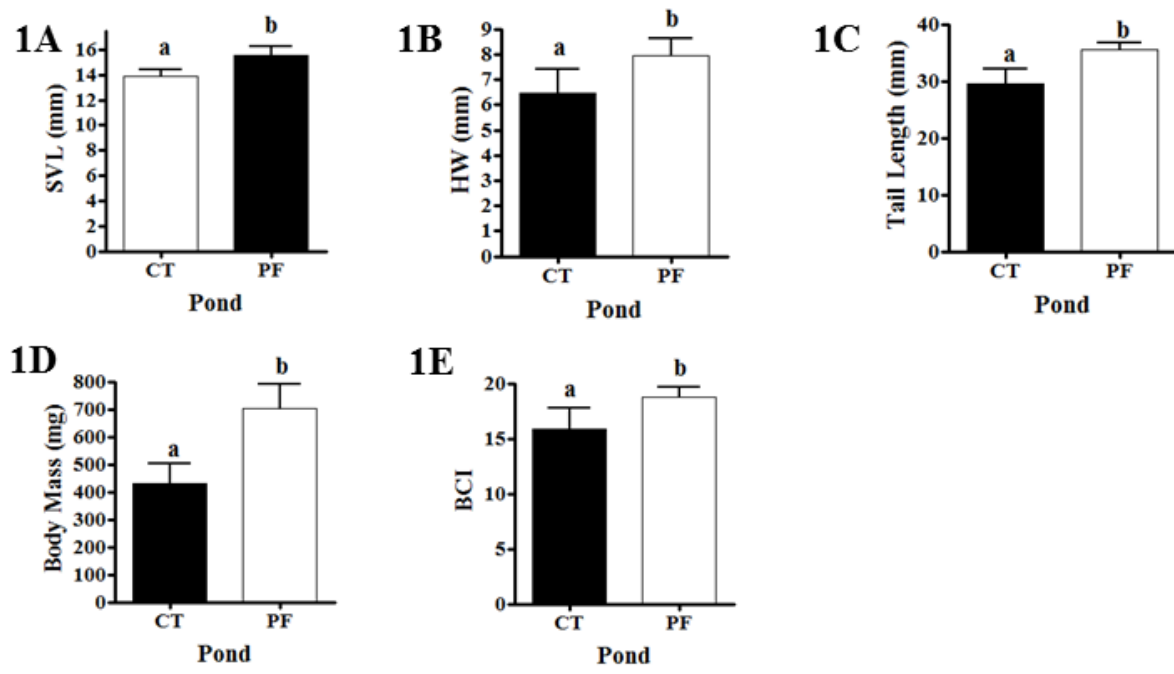 1A
SVL (mm)
16
14
12
10
8
6
4
2
0
a
b
CT PF
Pond
1B
HW (mm)
9
8
7
6
5
4
3
2
1
0
a
b
CT PF
Pond
1C
Tail Length (mm)
40
30
20
10
0
a
b
CT PF
Pond
1D
Body Mass (mg)
800
700
600
500
400
300
200
100
0
a
b
CT PF
Pond
1E
BCI
20
15
10
5
0
a
b
CT PF
Pond